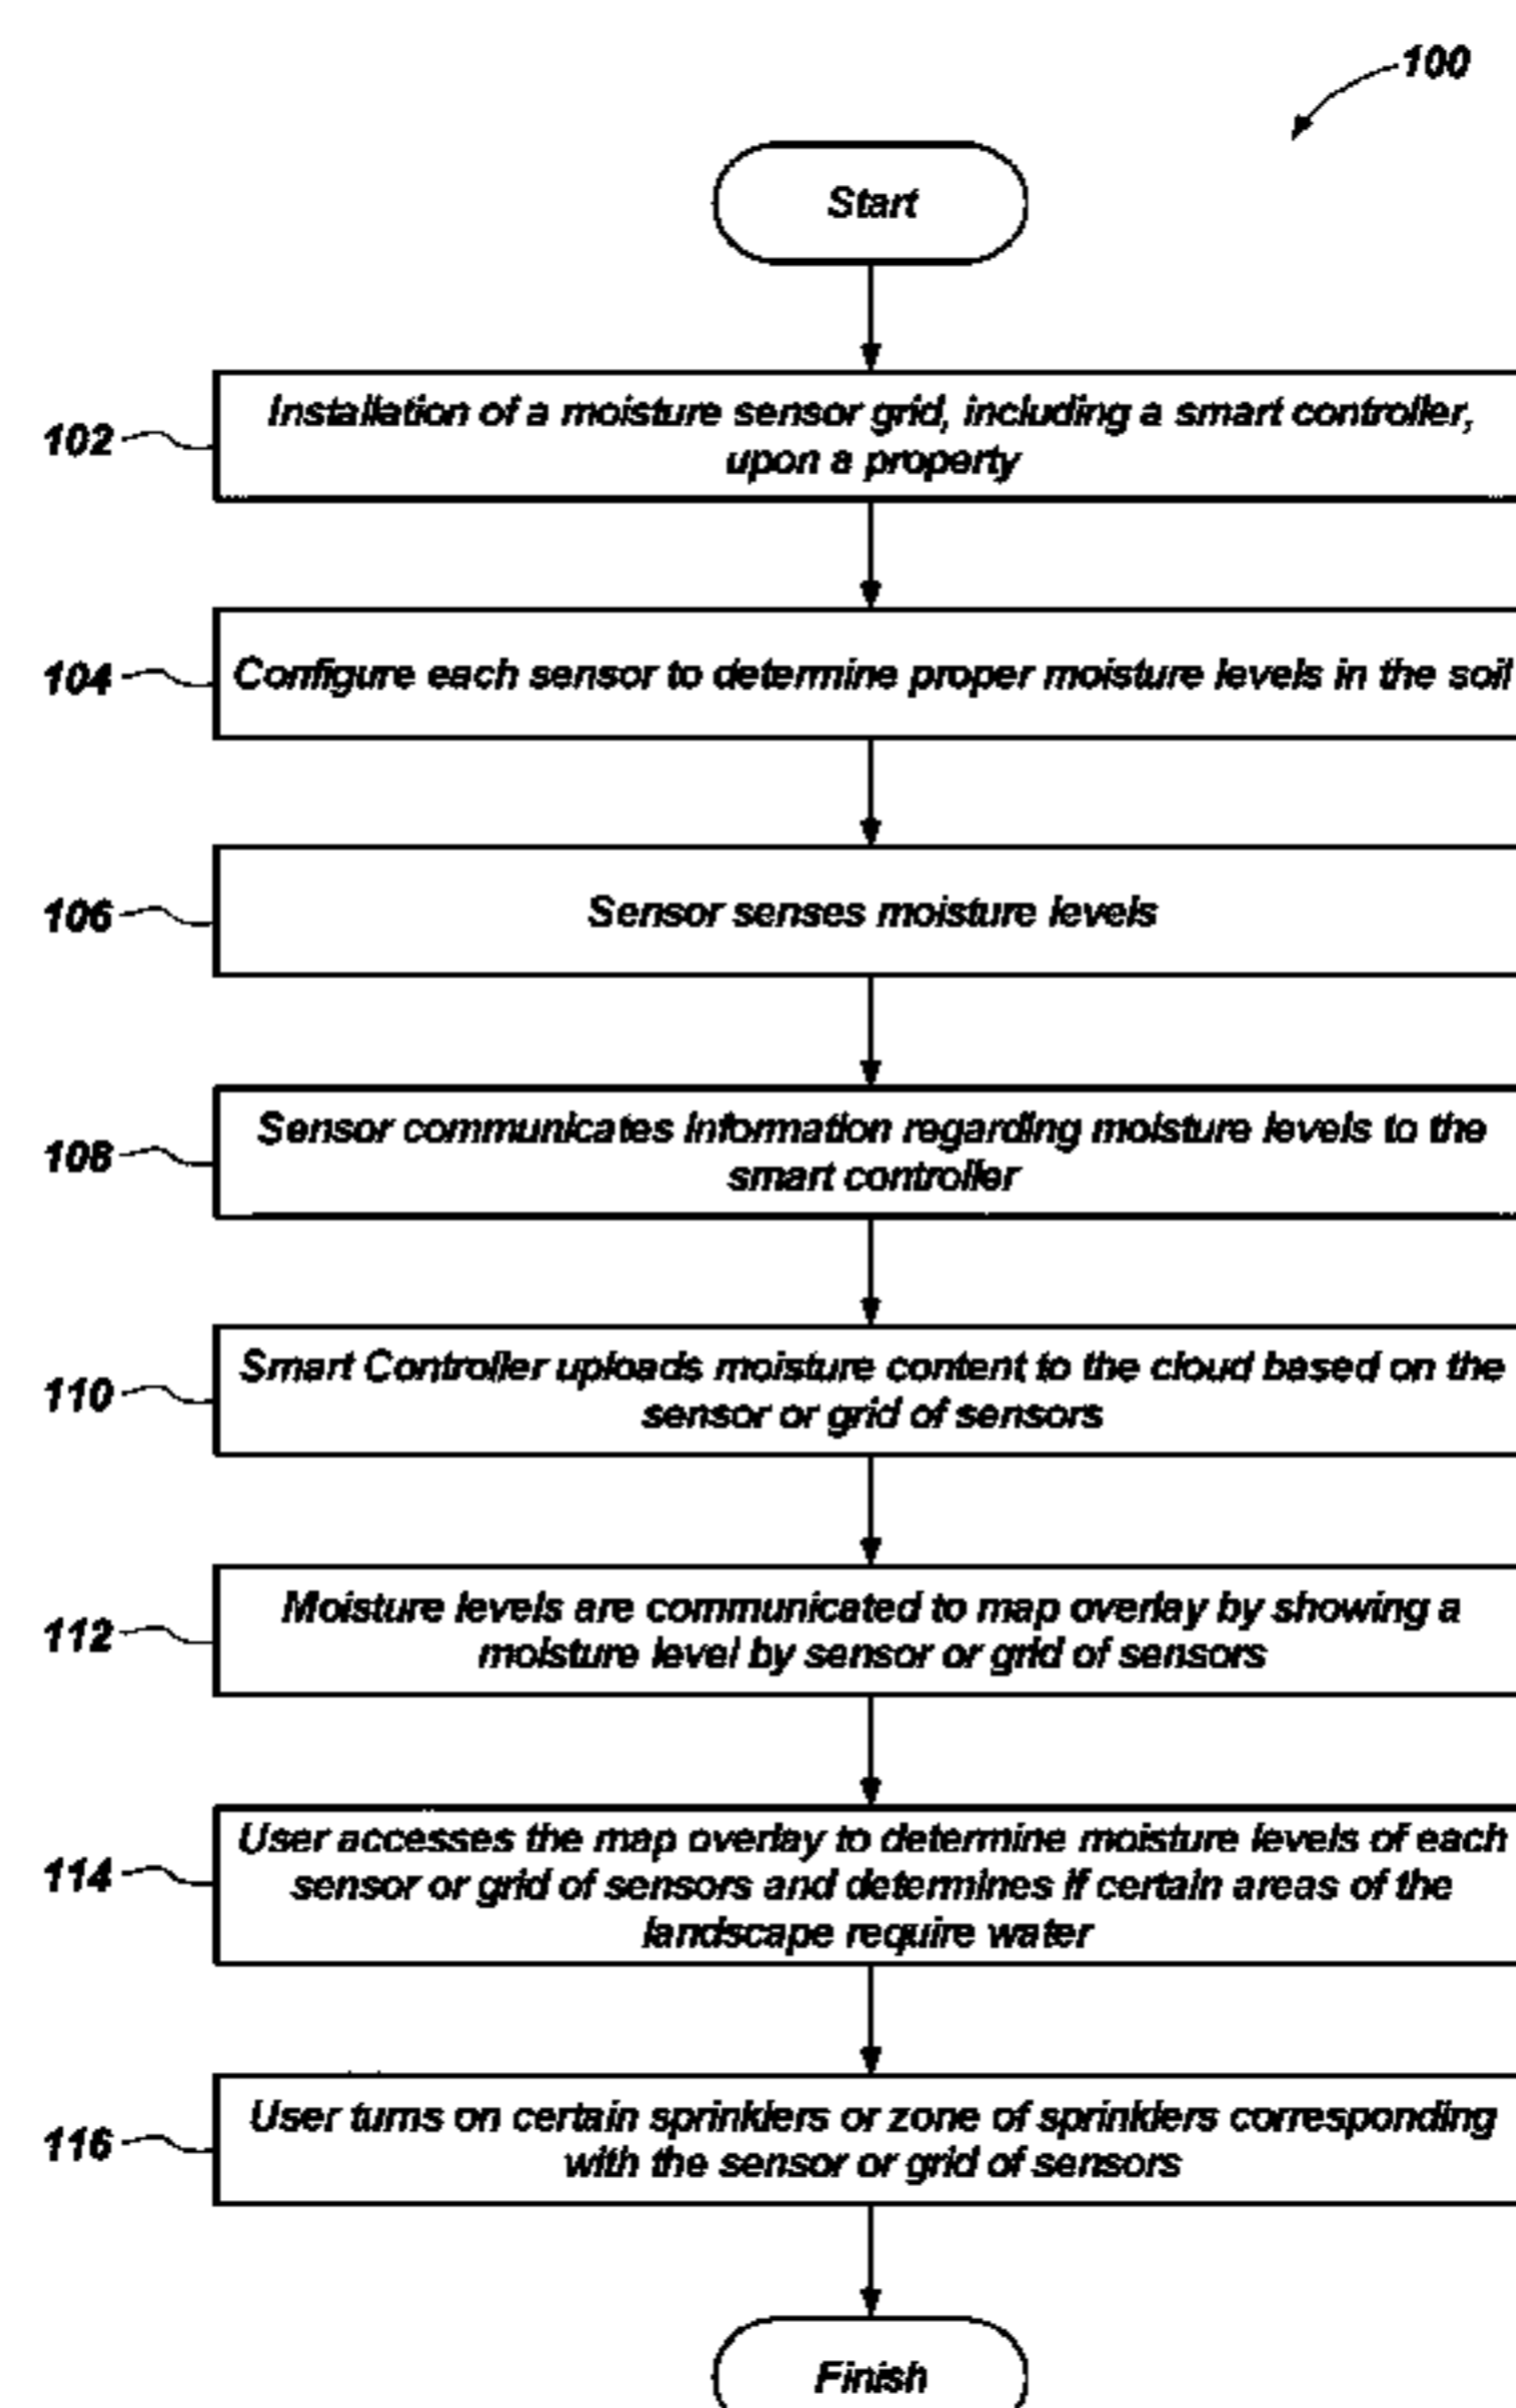 100
Start
102
Installation of a moisture sensor grid, including a smart controller,
upon a property
104
Configure each sensor to determine proper moisture levels in the soil
106
Sensor senses moisture levels
108
Sensor communicates information regarding moisture levels to the
smart controller
110
Smart Controller uploads moisture content to the cloud based on the
sensor or grid of sensors
112
Moisture levels are communicated to map overlay by showing a
moisture level by sensor or grid of sensors
114
User accesses the map overlay to determine moisture levels of each
sensor or grid of sensors and determines if certain areas of the
landscape require water
116
User turns on certain sprinklers or zone of sprinklers corresponding
with the sensor or grid of sensors
Finish